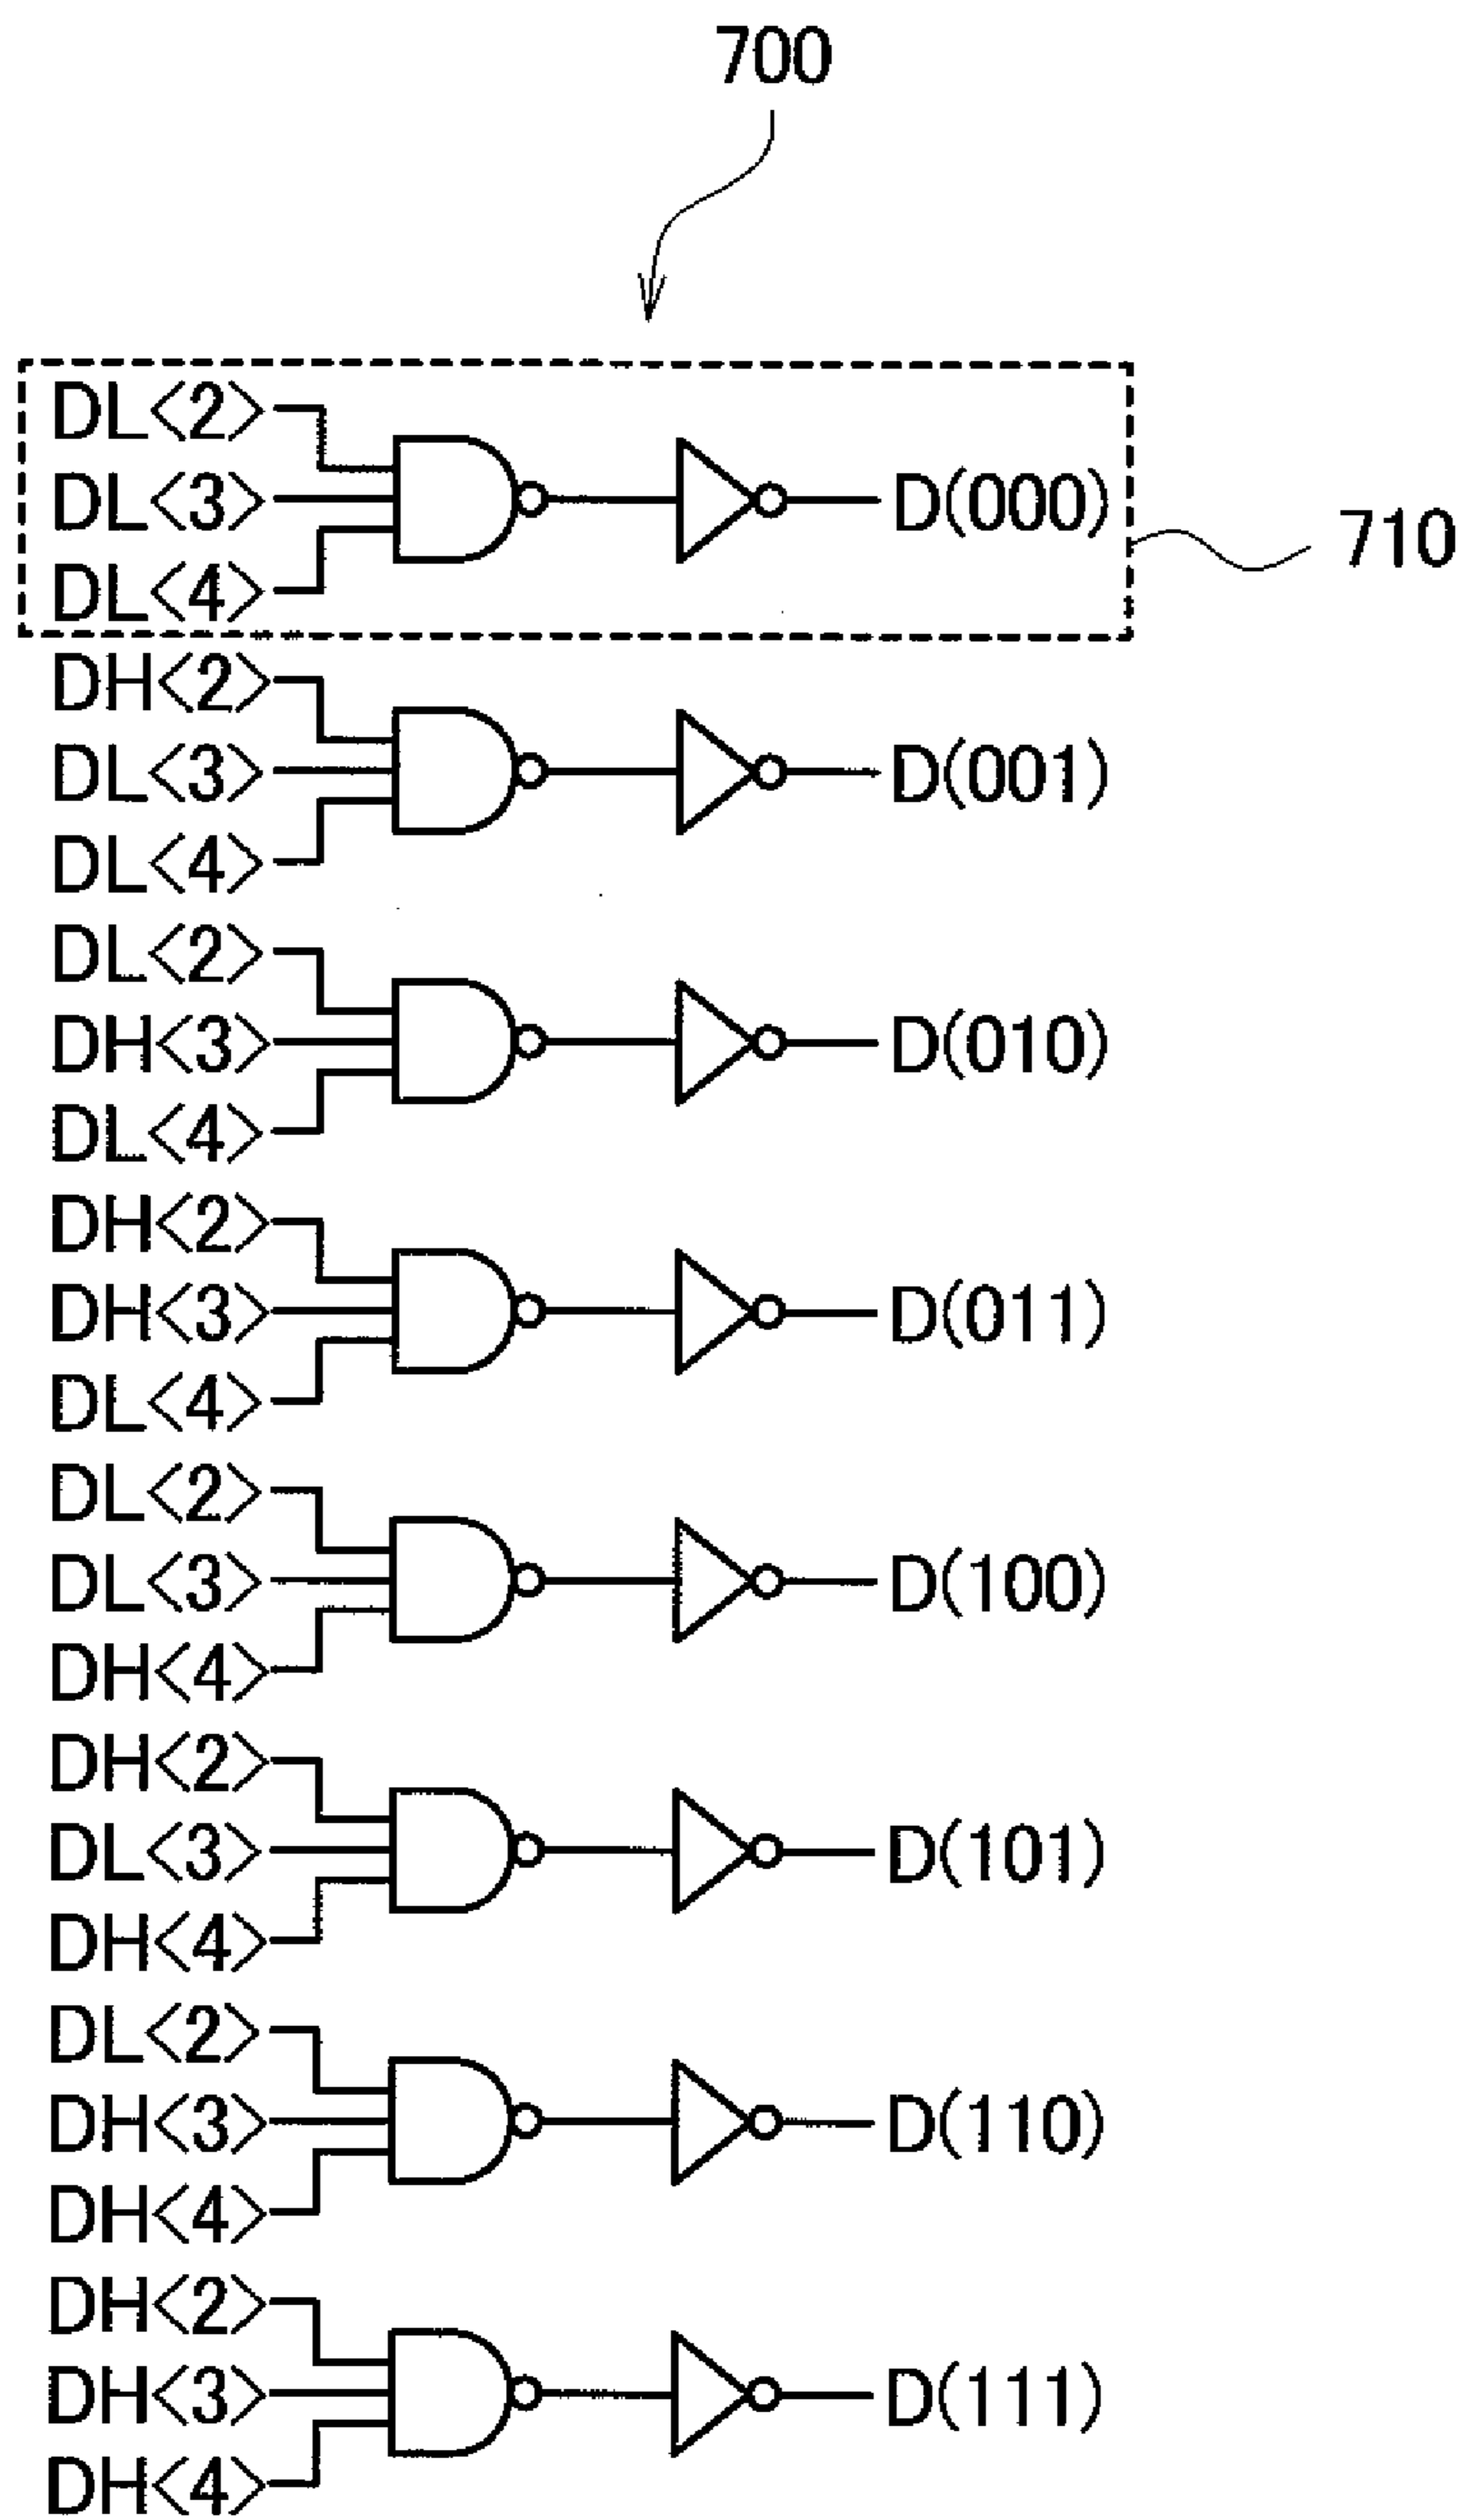 700
DL<2>
DL<3>
D(000)
710
DL<4>
DH<2>
DL<3>
D(001)
DL<4>
DL<2>
DH<3>
D(010)
DL<4>
DH<2>
DH<3>
D(011)
DL<4>
DL<2>
DL<3>
D(100)
DH<4>
DH<2>
DL<3>
D(101)
DH<4>
DL<2>
DH<3>
D(110)
DH<4>
DH<2>
DH<3>
D(111)
DH<4>